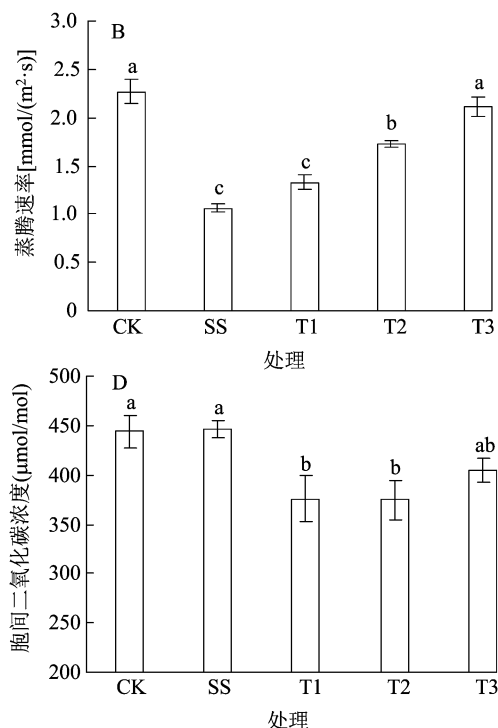 B
蒸腾速率[mmol/(m²·s)]
3.0
2.5
2.0
1.5
1.0
0.5
0
a
c
c
b
a
CK SS T1 T2 T3
处理
D
胞间二氧化碳浓度(μmol/mol)
500
450
400
350
300
250
200
a
a
b
b
ab
CK SS T1 T2 T3
处理